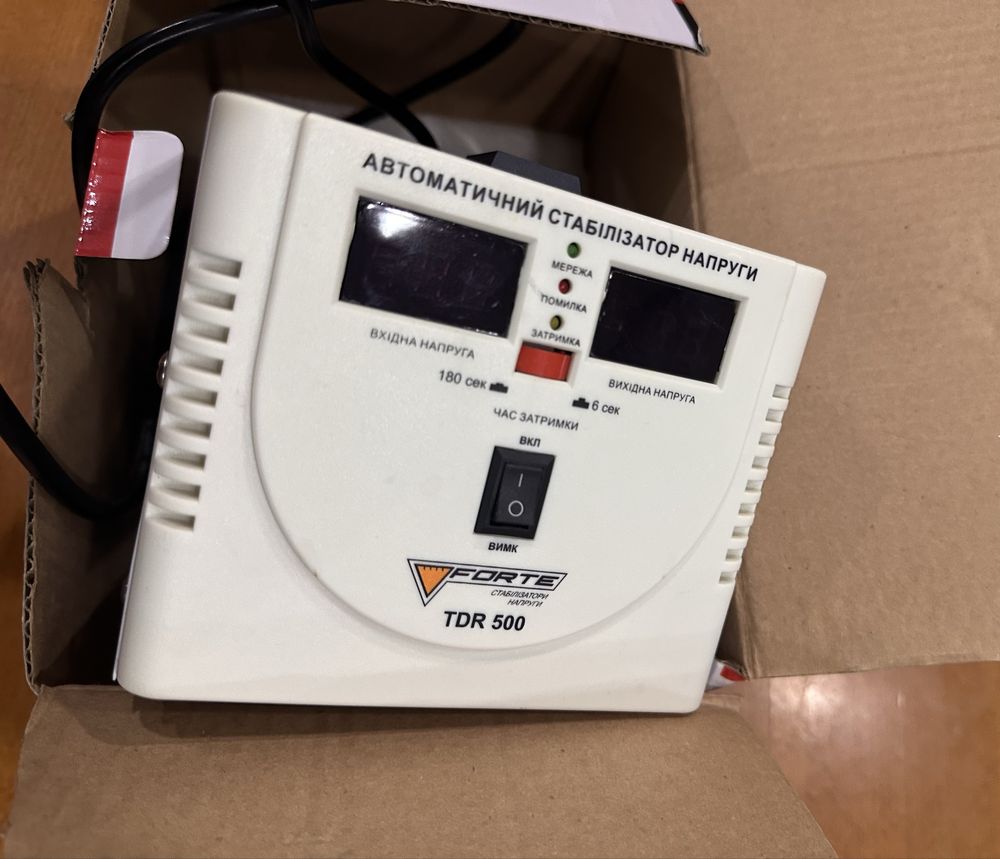 АВТОМАТИЧНИЙ СТАБІЛІЗАТОР НАПРУГИ
МЕРЕЖА
ПОМИЛКА
ЗАТРИМКА
ВХІДНА НАПРУГА
ВИХІДНА НАПРУГА
180 сек
6 сек
ЧАС ЗАТРИМКИ
ВКЛ
I
O
ВИМК
FORTE
СТАБІЛІЗАТОРИ
НАПРУГИ
TDR 500